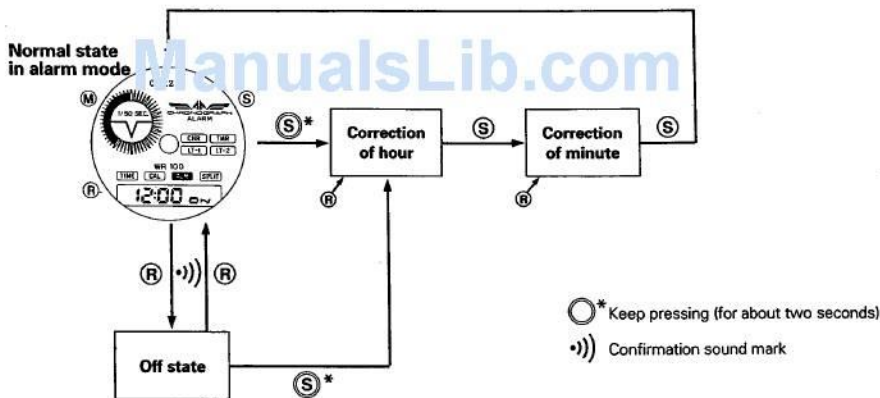 Normal state
in alarm mode
ManualsLib.com
M
S
1/50 SEC.
CHRONOGRAPH
ALARM
CHR TMR
LT-1 LT-2
WR 100
TIME CAL ALM SPLIT
R
12:00 ON
S*
Correction
of hour
R
S
Correction
of minute
R
S
R
R
Off state
S*
* Keep pressing (for about two seconds)
Confirmation sound mark